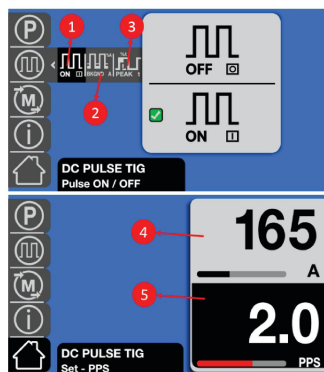 P
1
3
ON I
BKGND A
PEAK t
2
OFF O
ON I
M
i
DC PULSE TIG
Pulse ON / OFF
P
4
165
A
M
5
2.0
i
DC PULSE TIG
Set - PPS
PPS